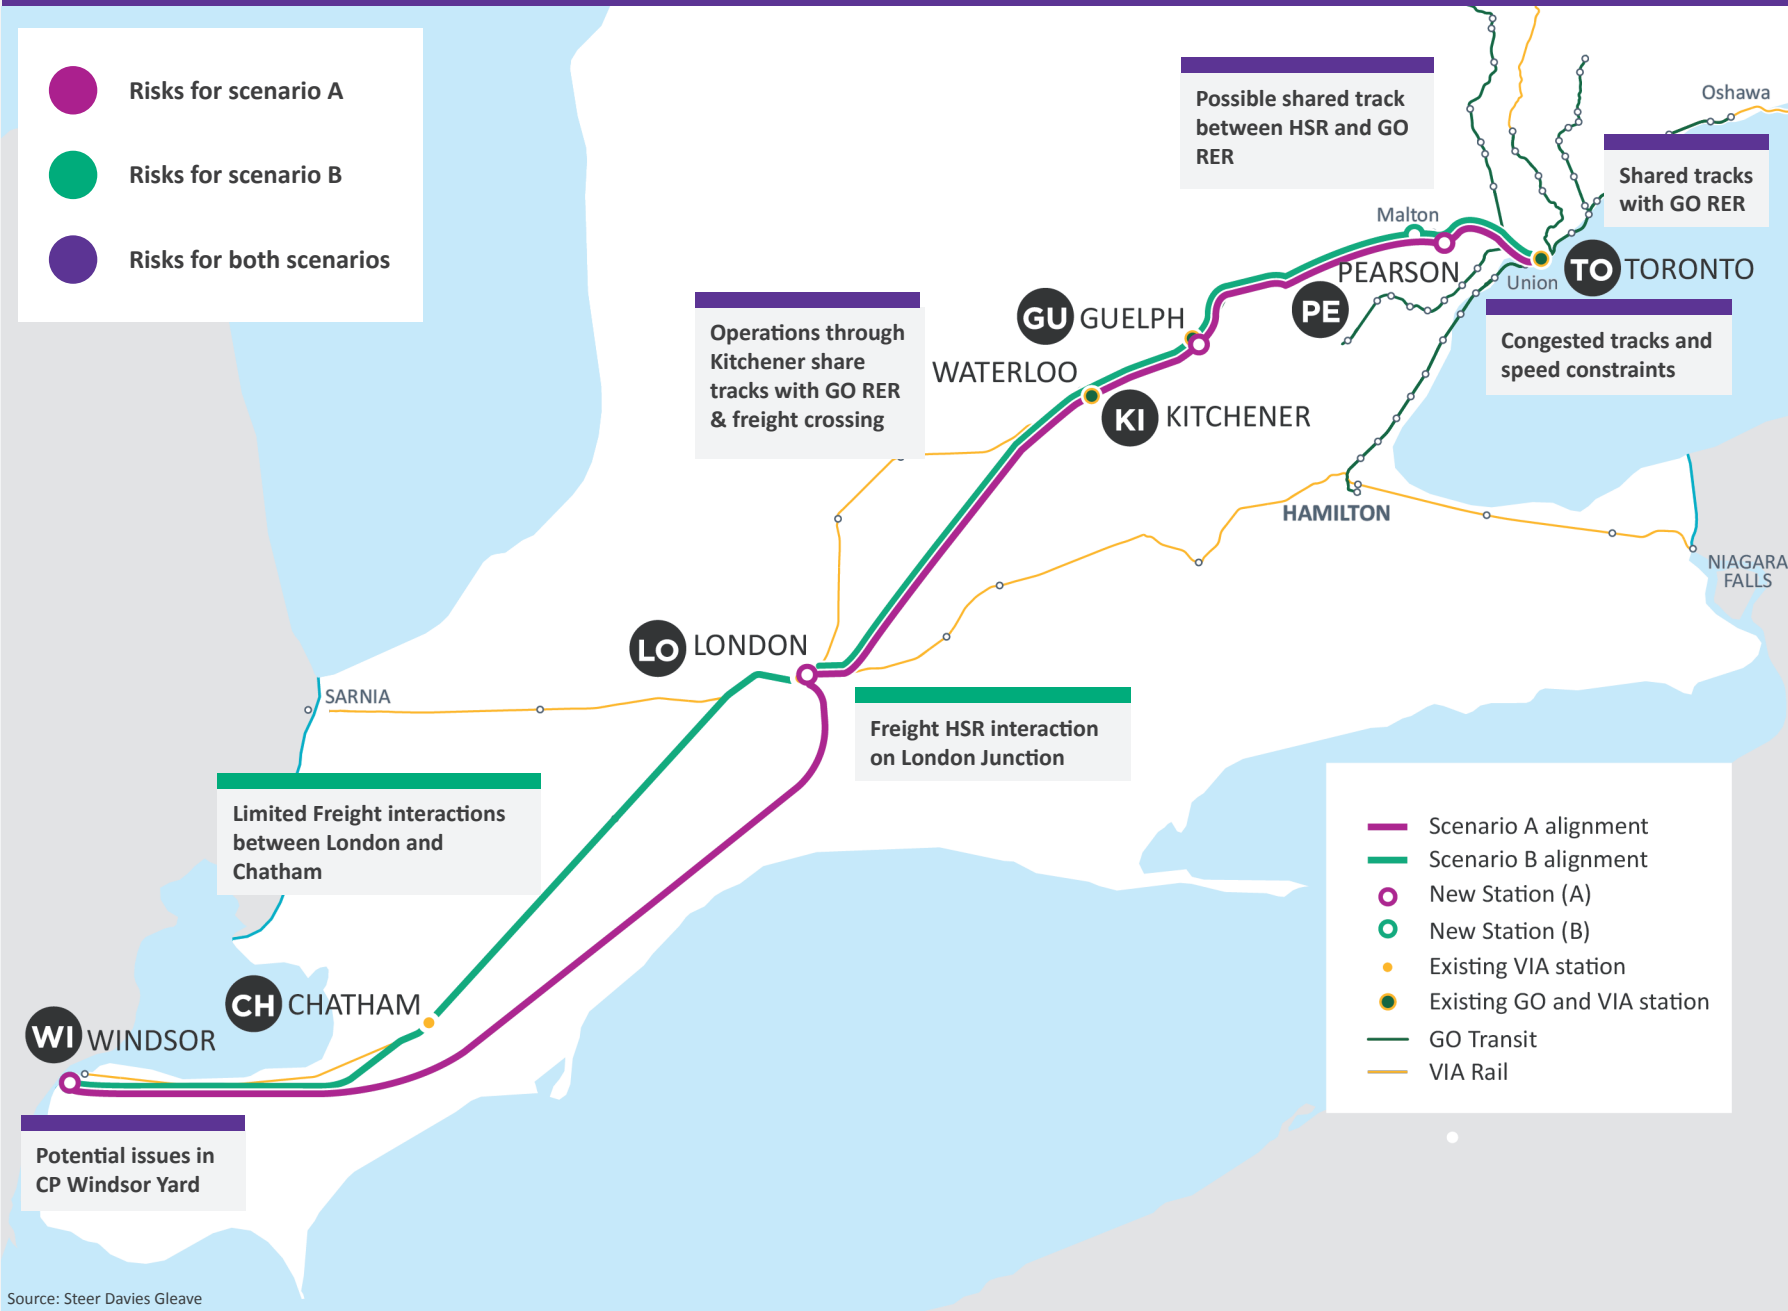 Risks for scenario A
Risks for scenario B
Risks for both scenarios
Possible shared track
between HSR and GO
RER
Oshawa
Shared tracks
with GO RER
Malton
PEARSON
PE
Union
TO TORONTO
Congested tracks and
speed constraints
GU GUELPH
WATERLOO
KI KITCHENER
Operations through
Kitchener share
tracks with GO RER
& freight crossing
HAMILTON
NIAGARA
FALLS
LO LONDON
SARNIA
Freight HSR interaction
on London Junction
Limited Freight interactions
between London and
Chatham
CH CHATHAM
WI WINDSOR
Potential issues in
CP Windsor Yard
Scenario A alignment
Scenario B alignment
New Station (A)
New Station (B)
Existing VIA station
Existing GO and VIA station
GO Transit
VIA Rail
Source: Steer Davies Gleave